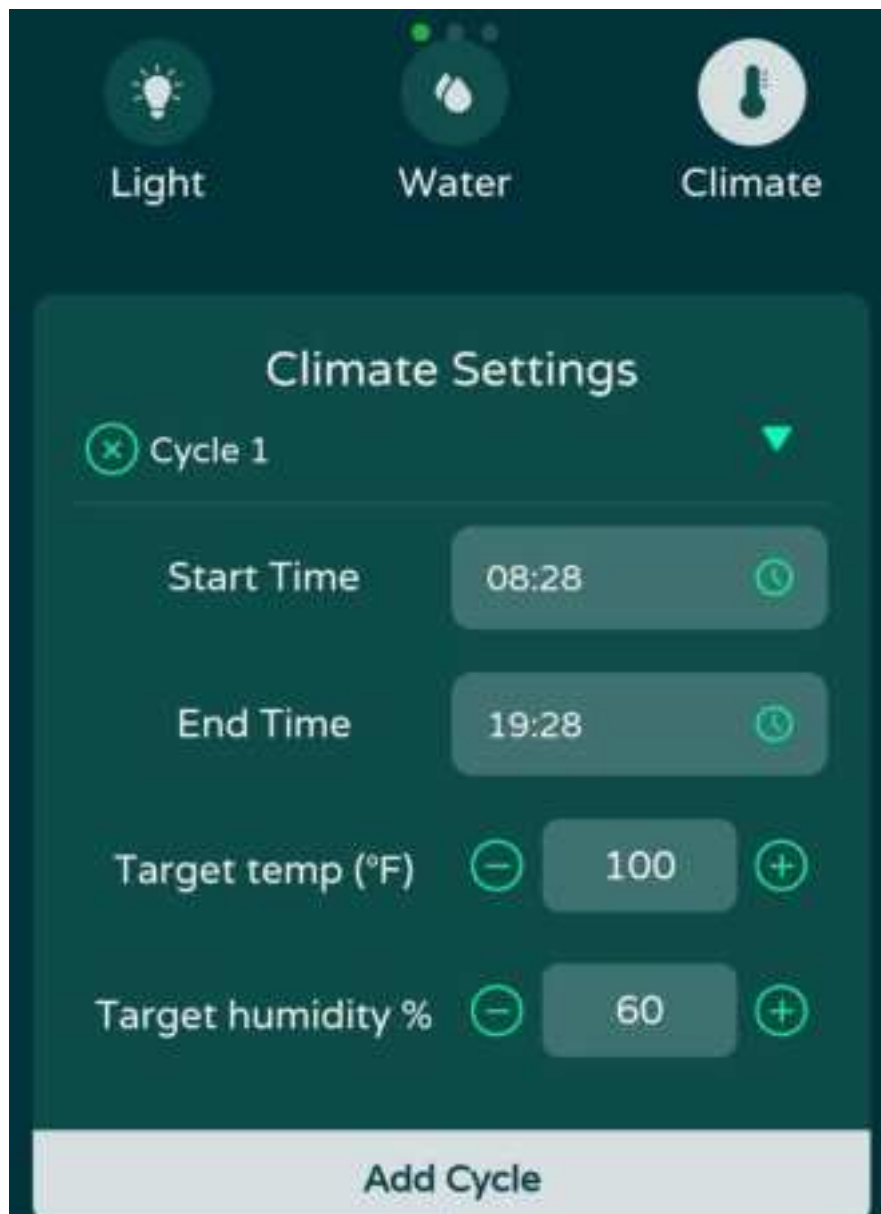 Light Water Climate
Climate Settings
Cycle 1
Start Time 08:28
End Time 19:28
Target temp (°F) 100
Target humidity % 60
Add Cycle